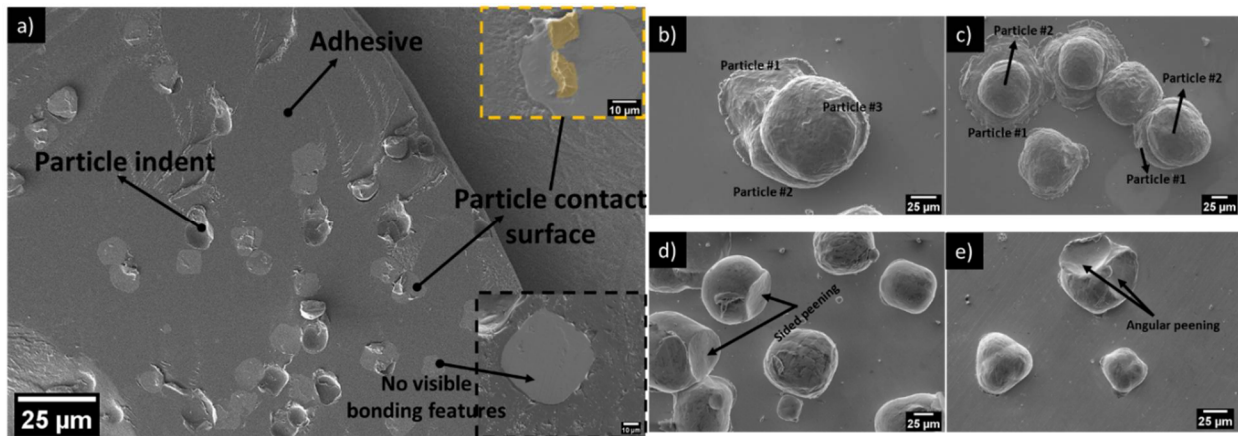 a)
Adhesive
10 µm
Particle indent
Particle contact
surface
No visible
bonding features
25 µm
10 µm
b)
Particle #1
Particle #3
Particle #2
25 µm
c)
Particle #2
Particle #2
Particle #1
Particle #1
25 µm
d)
Sided peening
25 µm
e)
Angular peening
25 µm